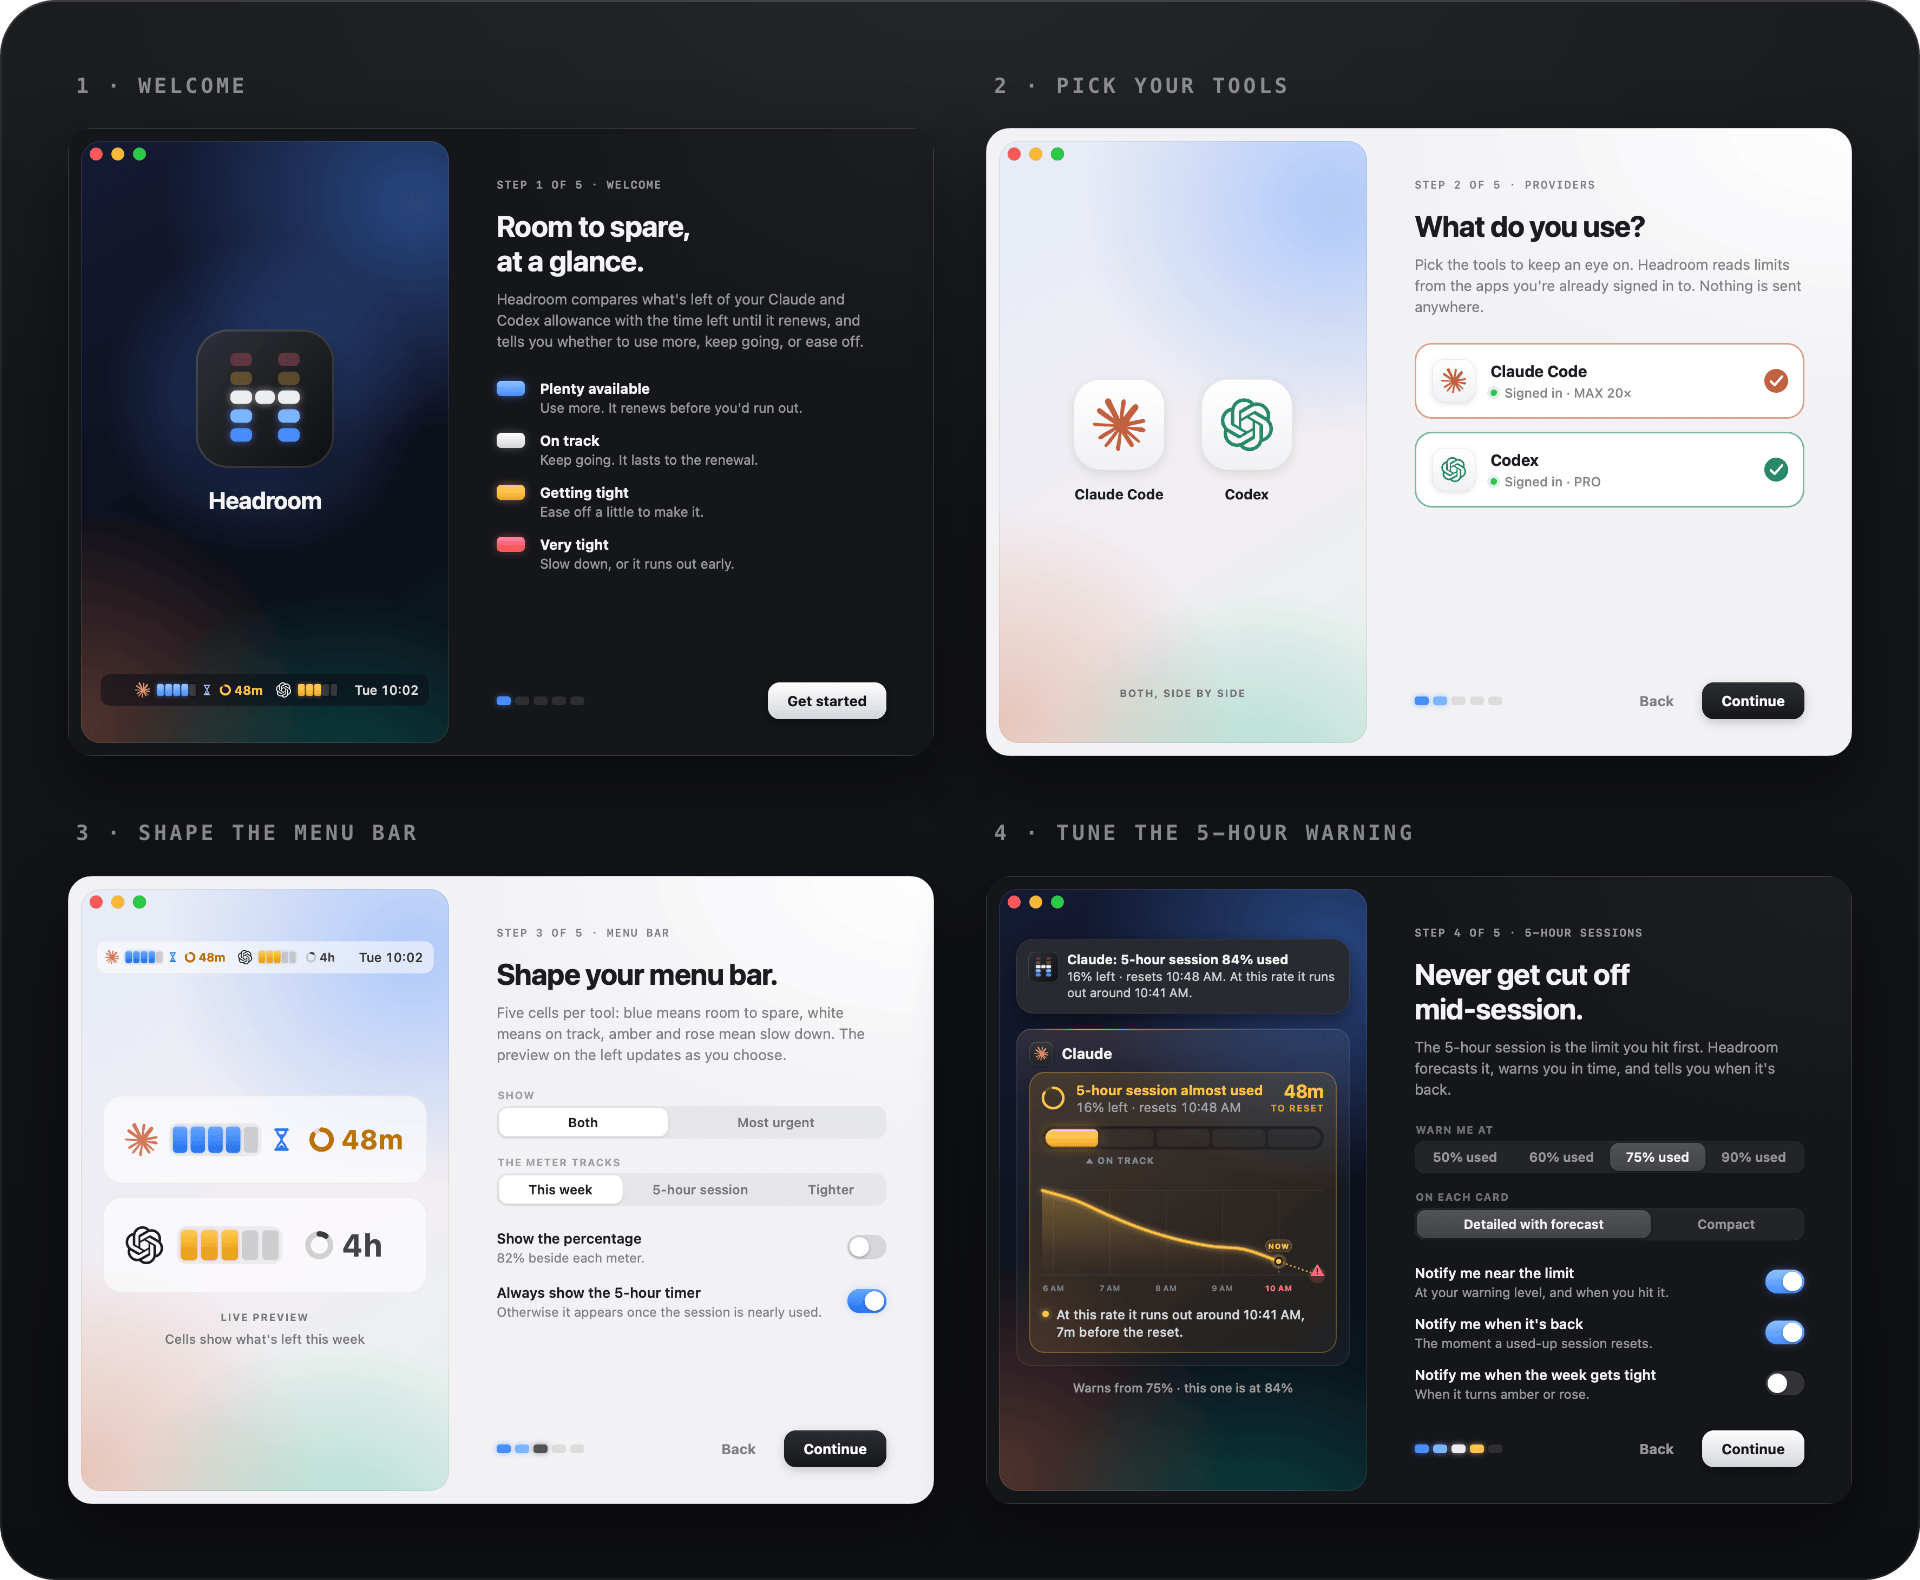 1 · WELCOME
Headroom
48m
Tue 10:02
STEP 1 OF 5 · WELCOME
Room to spare,
at a glance.
Headroom compares what's left of your Claude and
Codex allowance with the time left until it renews, and
tells you whether to use more, keep going, or ease off.
Plenty available
Use more. It renews before you'd run out.
On track
Keep going. It lasts to the renewal.
Getting tight
Ease off a little to make it.
Very tight
Slow down, or it runs out early.
Get started
2 · PICK YOUR TOOLS
Claude Code
Codex
BOTH, SIDE BY SIDE
STEP 2 OF 5 · PROVIDERS
What do you use?
Pick the tools to keep an eye on. Headroom reads limits
from the apps you're already signed in to. Nothing is sent
anywhere.
Claude Code
Signed in · MAX 20×
Codex
Signed in · PRO
Back
Continue
3 · SHAPE THE MENU BAR
48m
4h
Tue 10:02
48m
4h
LIVE PREVIEW
Cells show what's left this week
STEP 3 OF 5 · MENU BAR
Shape your menu bar.
Five cells per tool: blue means room to spare, white
means on track, amber and rose mean slow down. The
preview on the left updates as you choose.
SHOW
Both
Most urgent
THE METER TRACKS
This week
5-hour session
Tighter
Show the percentage
82% beside each meter.
Always show the 5-hour timer
Otherwise it appears once the session is nearly used.
Back
Continue
4 · TUNE THE 5-HOUR WARNING
Claude: 5-hour session 84% used
16% left · resets 10:48 AM. At this rate it runs
out around 10:41 AM.
Claude
5-hour session almost used
48m
16% left · resets 10:48 AM
TO RESET
ON TRACK
NOW
6 AM
7 AM
8 AM
9 AM
10 AM
At this rate it runs out around 10:41 AM,
7m before the reset.
Warns from 75% · this one is at 84%
STEP 4 OF 5 · 5-HOUR SESSIONS
Never get cut off
mid-session.
The 5-hour session is the limit you hit first. Headroom
forecasts it, warns you in time, and tells you when it's
back.
WARN ME AT
50% used
60% used
75% used
90% used
ON EACH CARD
Detailed with forecast
Compact
Notify me near the limit
At your warning level, and when you hit it.
Notify me when it's back
The moment a used-up session resets.
Notify me when the week gets tight
When it turns amber or rose.
Back
Continue